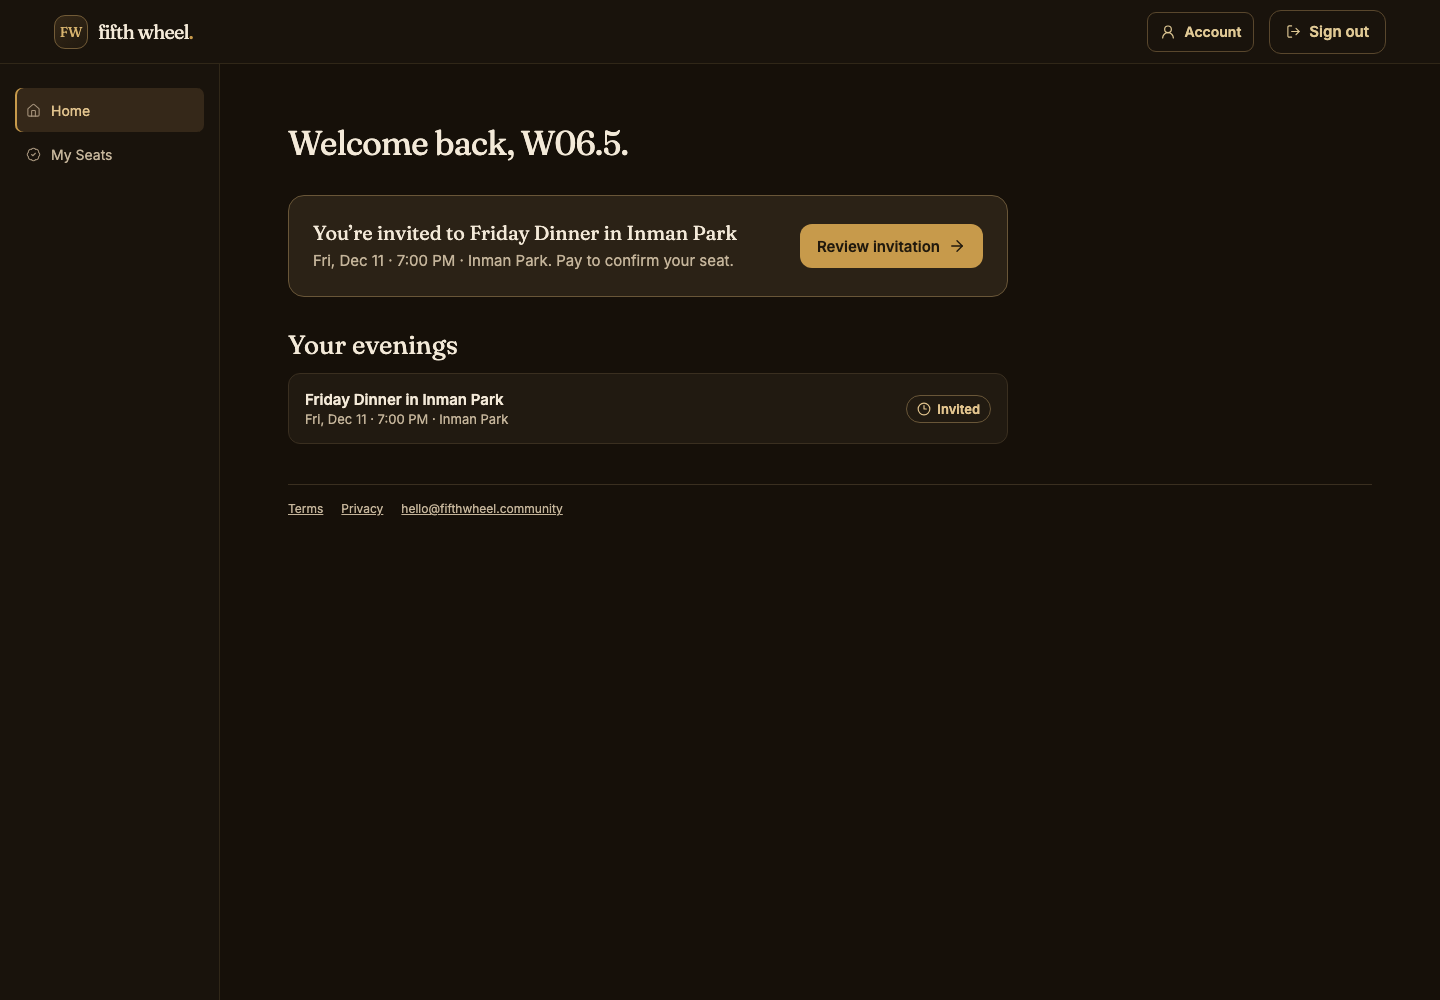 FW fifth wheel.
Account
Sign out
Home
My Seats
Welcome back, W06.5.
You’re invited to Friday Dinner in Inman Park
Fri, Dec 11 · 7:00 PM · Inman Park. Pay to confirm your seat.
Review invitation
Your evenings
Friday Dinner in Inman Park
Fri, Dec 11 · 7:00 PM · Inman Park
Invited
Terms Privacy hello@fifthwheel.community